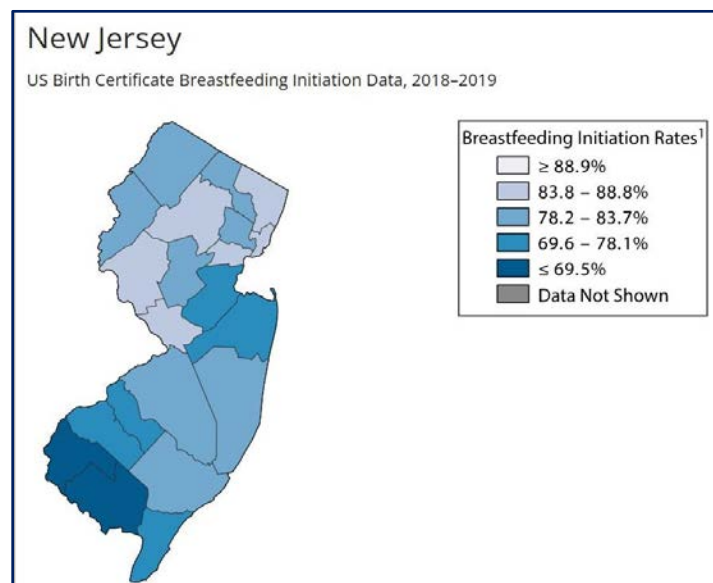 New Jersey
US Birth Certificate Breastfeeding Initiation Data, 2018–2019
Breastfeeding Initiation Rates¹
≥ 88.9%
83.8 – 88.8%
78.2 – 83.7%
69.6 – 78.1%
≤ 69.5%
Data Not Shown